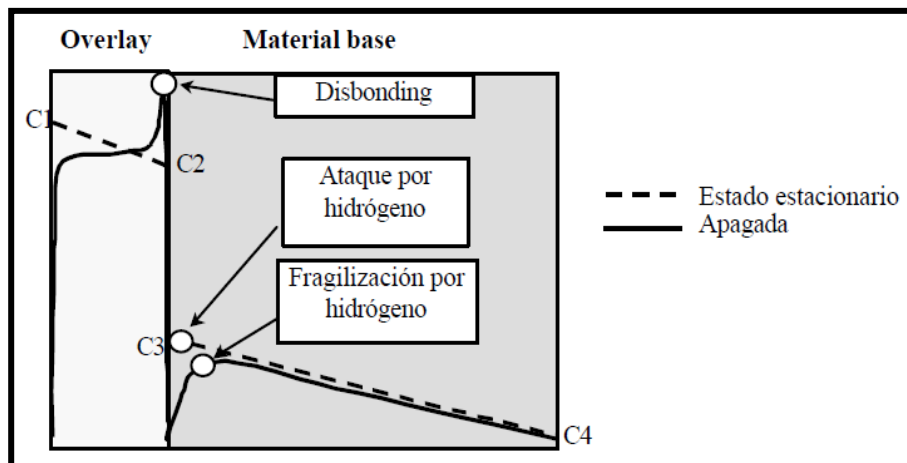 Overlay
Material base
Disbonding
C1
C2
Ataque por
hidrógeno
Estado estacionario
Apagada
Fragilización por
hidrógeno
C3
C4